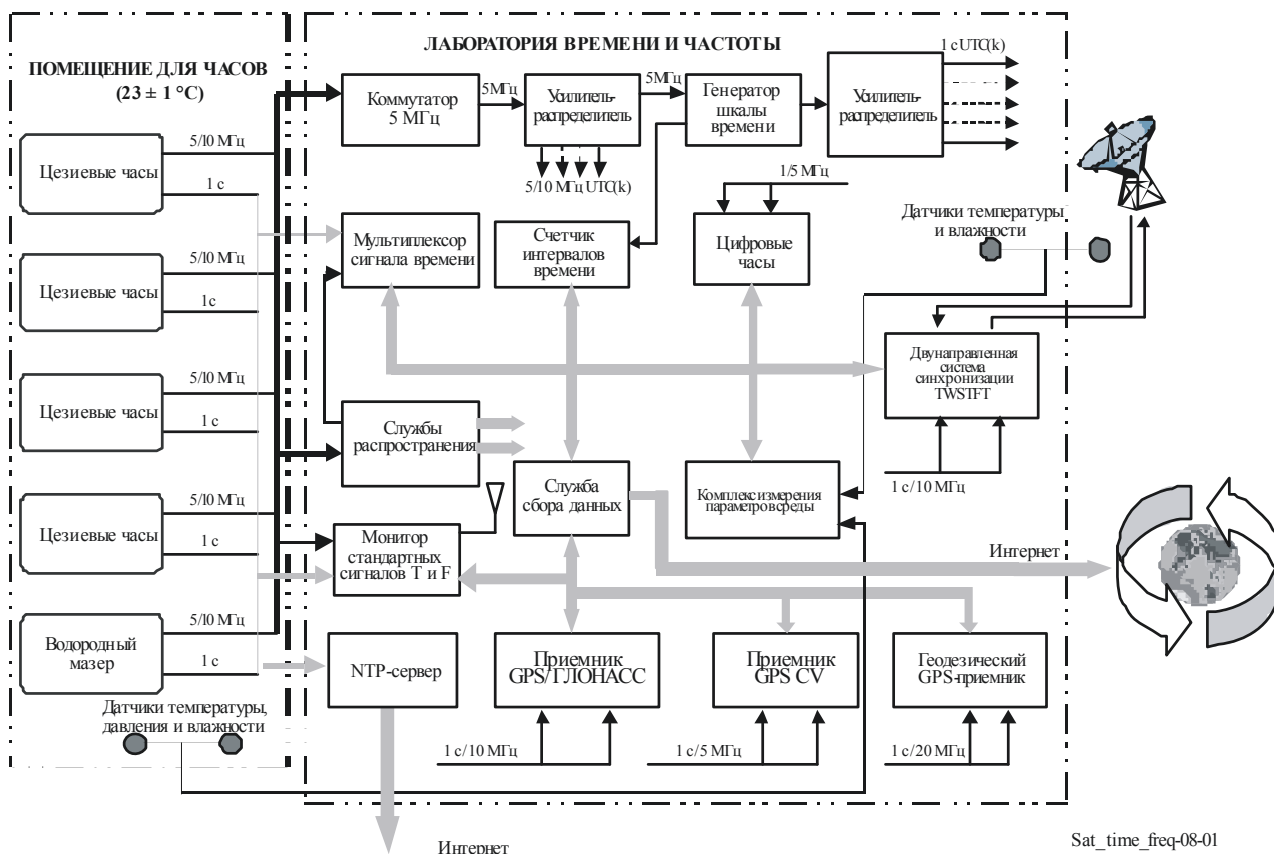 ЛАБОРАТОРИЯ ВРЕМЕНИ И ЧАСТОТЫ
1 с UTC(k)
ПОМЕЩЕНИЕ ДЛЯ ЧАСОВ
(23 ± 1 °C)
Коммутатор
5 МГц
5МГц
Усилитель-
распределитель
5МГц
Генератор
шкалы
времени
Усилитель-
распределитель
5/10 МГц
Цезиевые часы
1 с
5/10 МГц UTC(k)
1/5 МГц
Мультиплексор
сигнала времени
Счетчик
интервалов
времени
Цифровые
часы
Датчики температуры
и влажности
5/10 МГц
Цезиевые часы
1 с
Двунаправленная
система
синхронизации
TWSTFT
5/10 МГц
Цезиевые часы
1 с
Службы
распространения
1 с/10 МГц
Служба
сбора данных
Комплекс измерения
параметров среды
5/10 МГц
Цезиевые часы
1 с
Монитор
стандартных
сигналов T и F
Интернет
5/10 МГц
Водородный
мазер
1 с
NTP-сервер
Приемник
GPS/ГЛОНАСС
Приемник
GPS CV
Геодезический
GPS-приемник
Датчики температуры,
давления и влажности
1 с/10 МГц
1 с/5 МГц
1 с/20 МГц
Интернет
Sat_time_freq-08-01